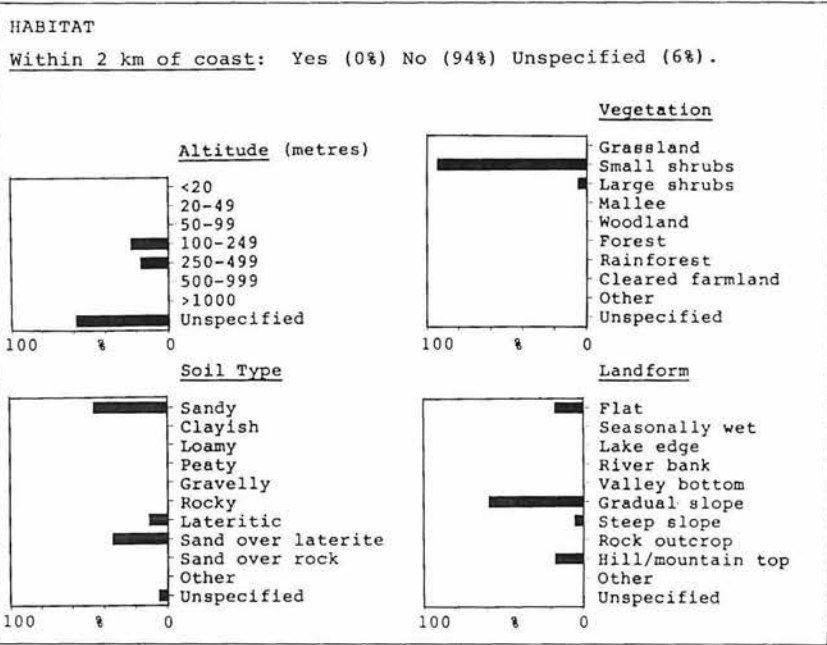 HABITAT
Within 2 km of coast: Yes (0%) No (94%) Unspecified (6%).
Altitude (metres)
<20
20-49
50-99
100-249
250-499
500-999
>1000
Unspecified
100 % 0
Vegetation
Grassland
Small shrubs
Large shrubs
Mallee
Woodland
Forest
Rainforest
Cleared farmland
Other
Unspecified
100 % 0
Soil Type
Sandy
Clayish
Loamy
Peaty
Gravelly
Rocky
Lateritic
Sand over laterite
Sand over rock
Other
Unspecified
100 % 0
Landform
Flat
Seasonally wet
Lake edge
River bank
Valley bottom
Gradual slope
Steep slope
Rock outcrop
Hill/mountain top
Other
Unspecified
100 % 0